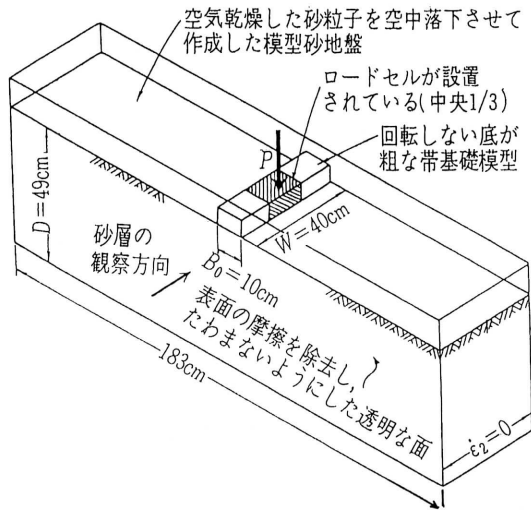 空気乾燥した砂粒子を空中落下させて
作成した模型砂地盤
ロードセルが設置
されている(中央1/3)
回転しない底が
粗な帯基礎模型
P
D=49cm
W=40cm
砂層の
観察方向
B₀=10cm
表面の摩擦を除去し,
たわまないようにした透明な面
183cm
ε̇₂=0